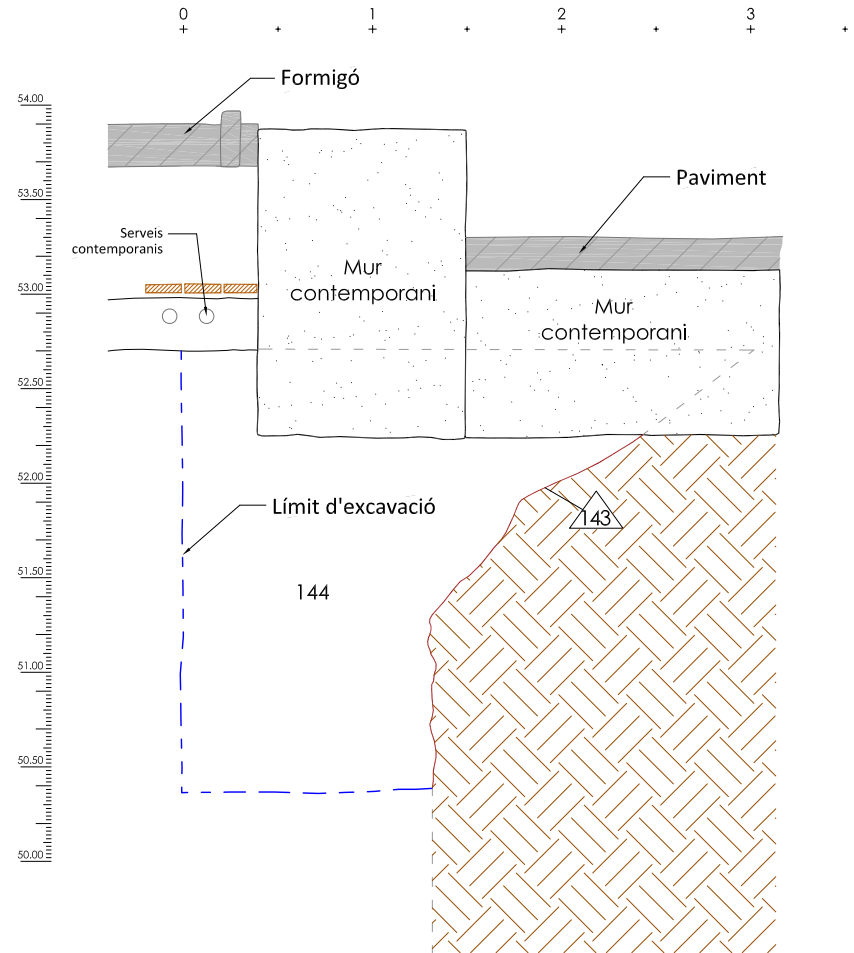 0 1 2 3
Formigó
54.00
53.50
Paviment
Serveis
contemporanis
Mur
contemporani
53.00
Mur
contemporani
52.50
52.00
Límit d'excavació
143
51.50
144
51.00
50.50
50.00